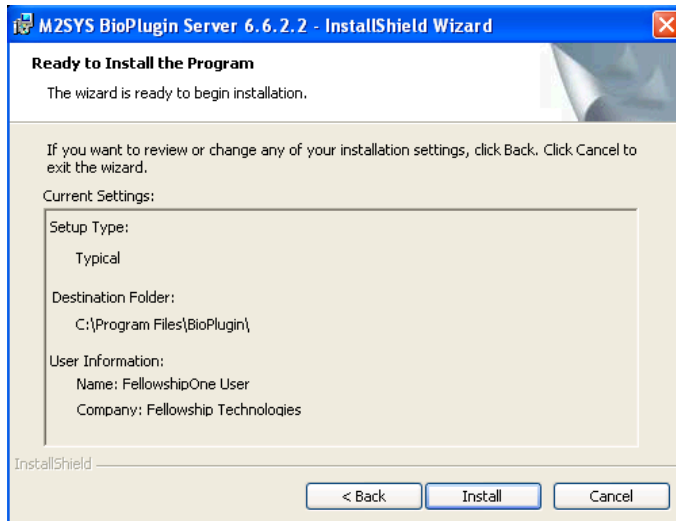 M2SYS BioPlugin Server 6.6.2.2 - InstallShield Wizard
Ready to Install the Program
The wizard is ready to begin installation.
If you want to review or change any of your installation settings, click Back. Click Cancel to
exit the wizard.
Current Settings:
Setup Type:
Typical
Destination Folder:
C:\Program Files\BioPlugin\
User Information:
Name: FellowshipOne User
Company: Fellowship Technologies
InstallShield
< Back Install Cancel